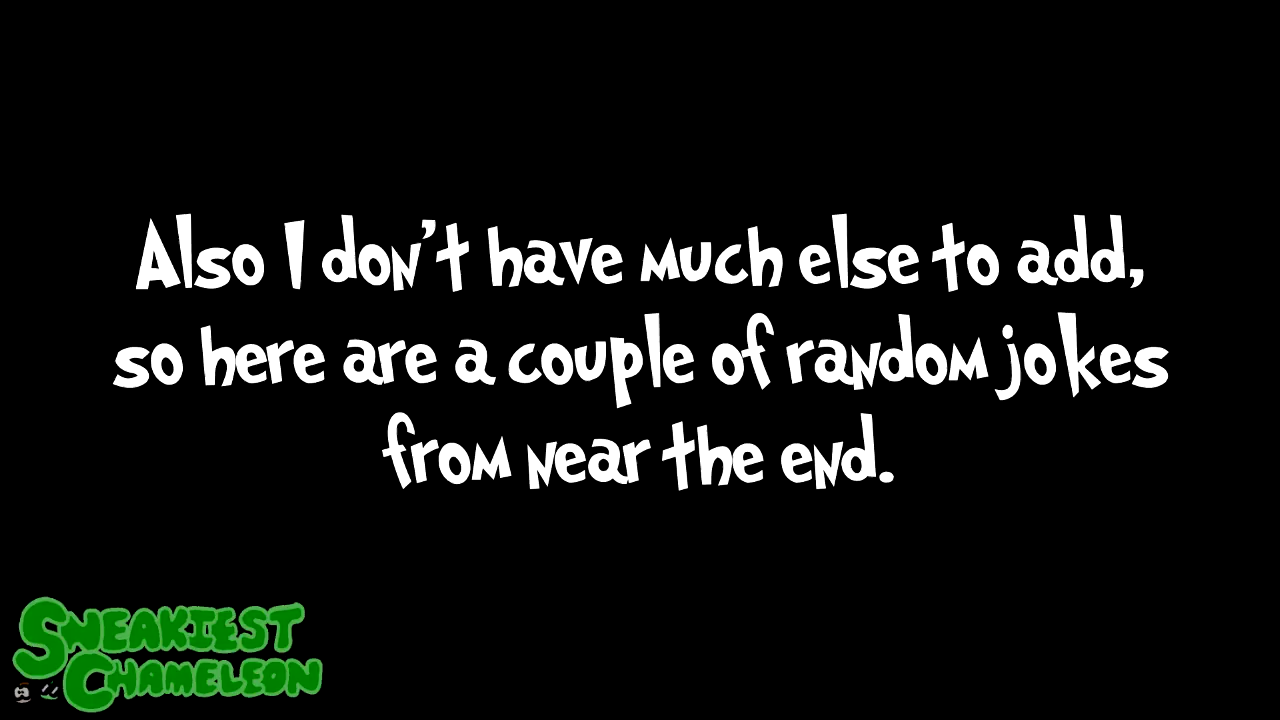 Also I don't have much else to add,
so here are a couple of random jokes
from near the end.
SNEAKIEST
CHAMELEON